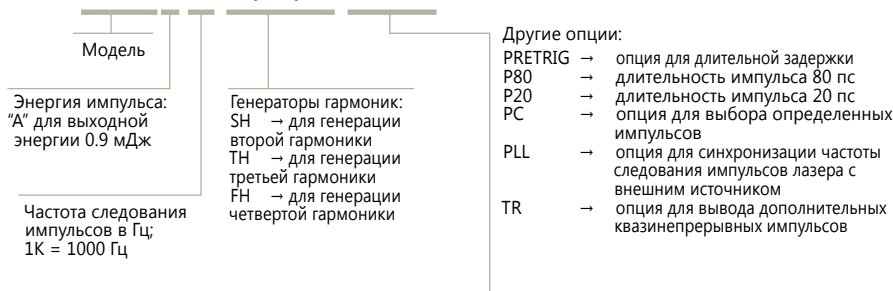 Модель
Энергия импульса:
"А" для выходной
энергии 0.9 мДж
Частота следования
импульсов в Гц;
1К = 1000 Гц
Генераторы гармоник:
SH → для генерации
второй гармоники
TH → для генерации
третьей гармоники
FH → для генерации
четвертой гармоники
Другие опции:
PRETRIG → опция для длительной задержки
P80 → длительность импульса 80 пс
P20 → длительность импульса 20 пс
PC → опция для выбора определенных
импульсов
PLL → опция для синхронизации частоты
следования импульсов лазера с
внешним источником
TR → опция для вывода дополнительных
квазинепрерывных импульсов